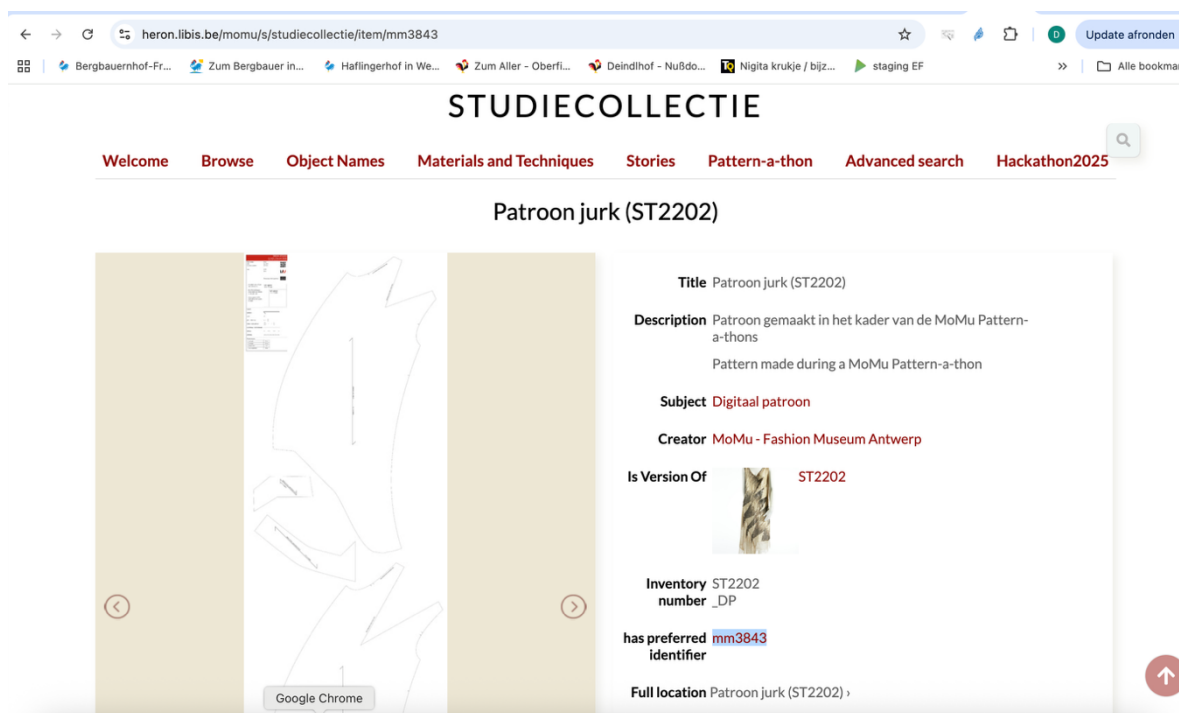 heron.libis.be/momu/s/studiecollectie/item/mm3843
D
Update afronden
Bergbauernhof-Fr...
Zum Bergbauer in...
Haflingerhof in We...
Zum Aller - Oberfi...
Deindlhof - Nußdo...
TQ
Nigita krukje / bijz...
staging EF
»
Alle bookmar
STUDIECOLLECTIE
Welcome Browse Object Names Materials and Techniques Stories Pattern-a-thon Advanced search Hackathon2025
Patroon jurk (ST2202)
Title Patroon jurk (ST2202)
Description Patroon gemaakt in het kader van de MoMu Pattern-
a-thons
Pattern made during a MoMu Pattern-a-thon
Subject Digitaal patroon
Creator MoMu - Fashion Museum Antwerp
Is Version Of ST2202
Inventory ST2202
number _DP
has preferred mm3843
identifier
Full location Patroon jurk (ST2202) ›
Google Chrome